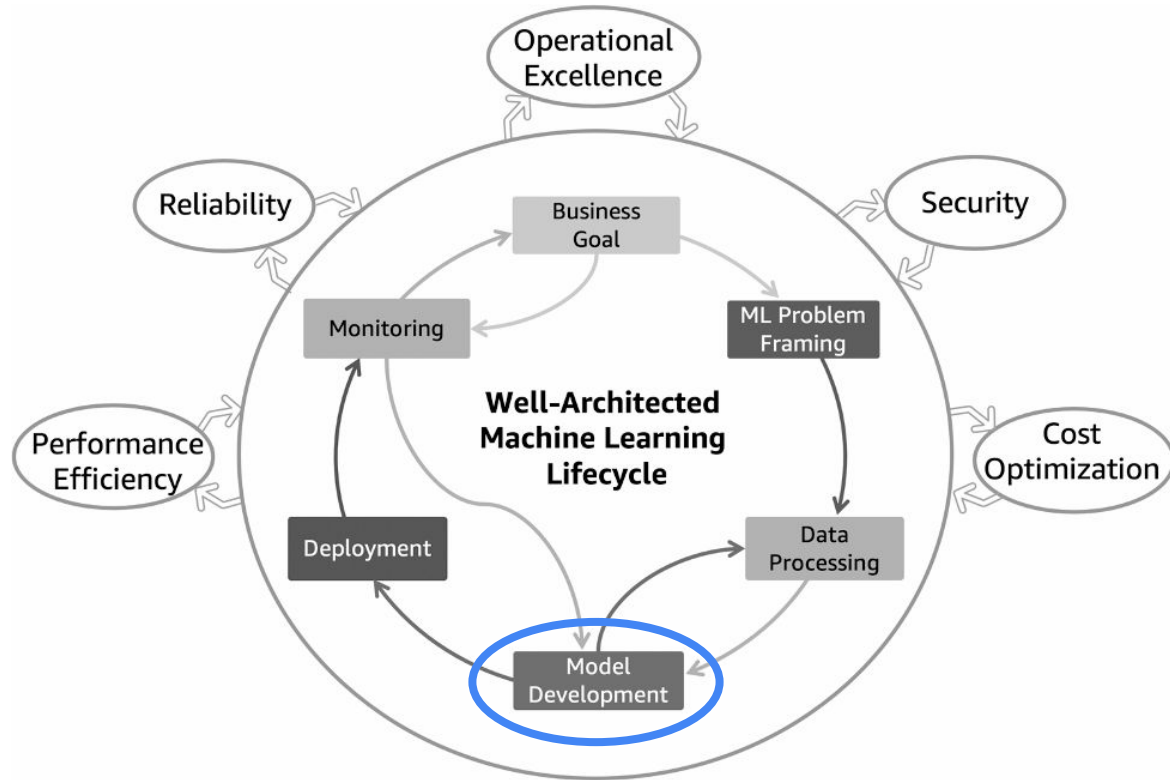 Operational
Excellence
Reliability
Security
Business
Goal
Monitoring
ML Problem
Framing
Well-Architected
Machine Learning
Lifecycle
Performance
Efficiency
Cost
Optimization
Deployment
Data
Processing
Model
Development